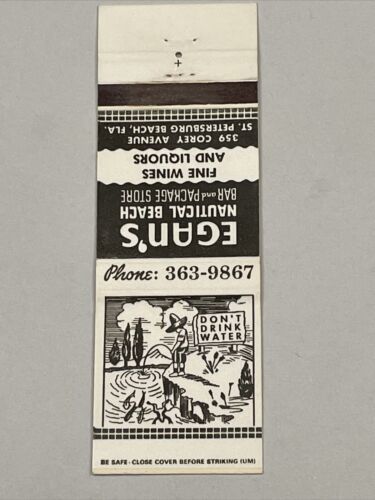 EGAN'S
NAUTICAL BEACH
BAR and PACKAGE STORE
FINE WINES
AND LIQUORS
359 COREY AVENUE
ST. PETERSBURG BEACH, FLA.
Phone: 363-9867
DON'T
DRINK
WATER
BE SAFE-CLOSE COVER BEFORE STRIKING (UM)